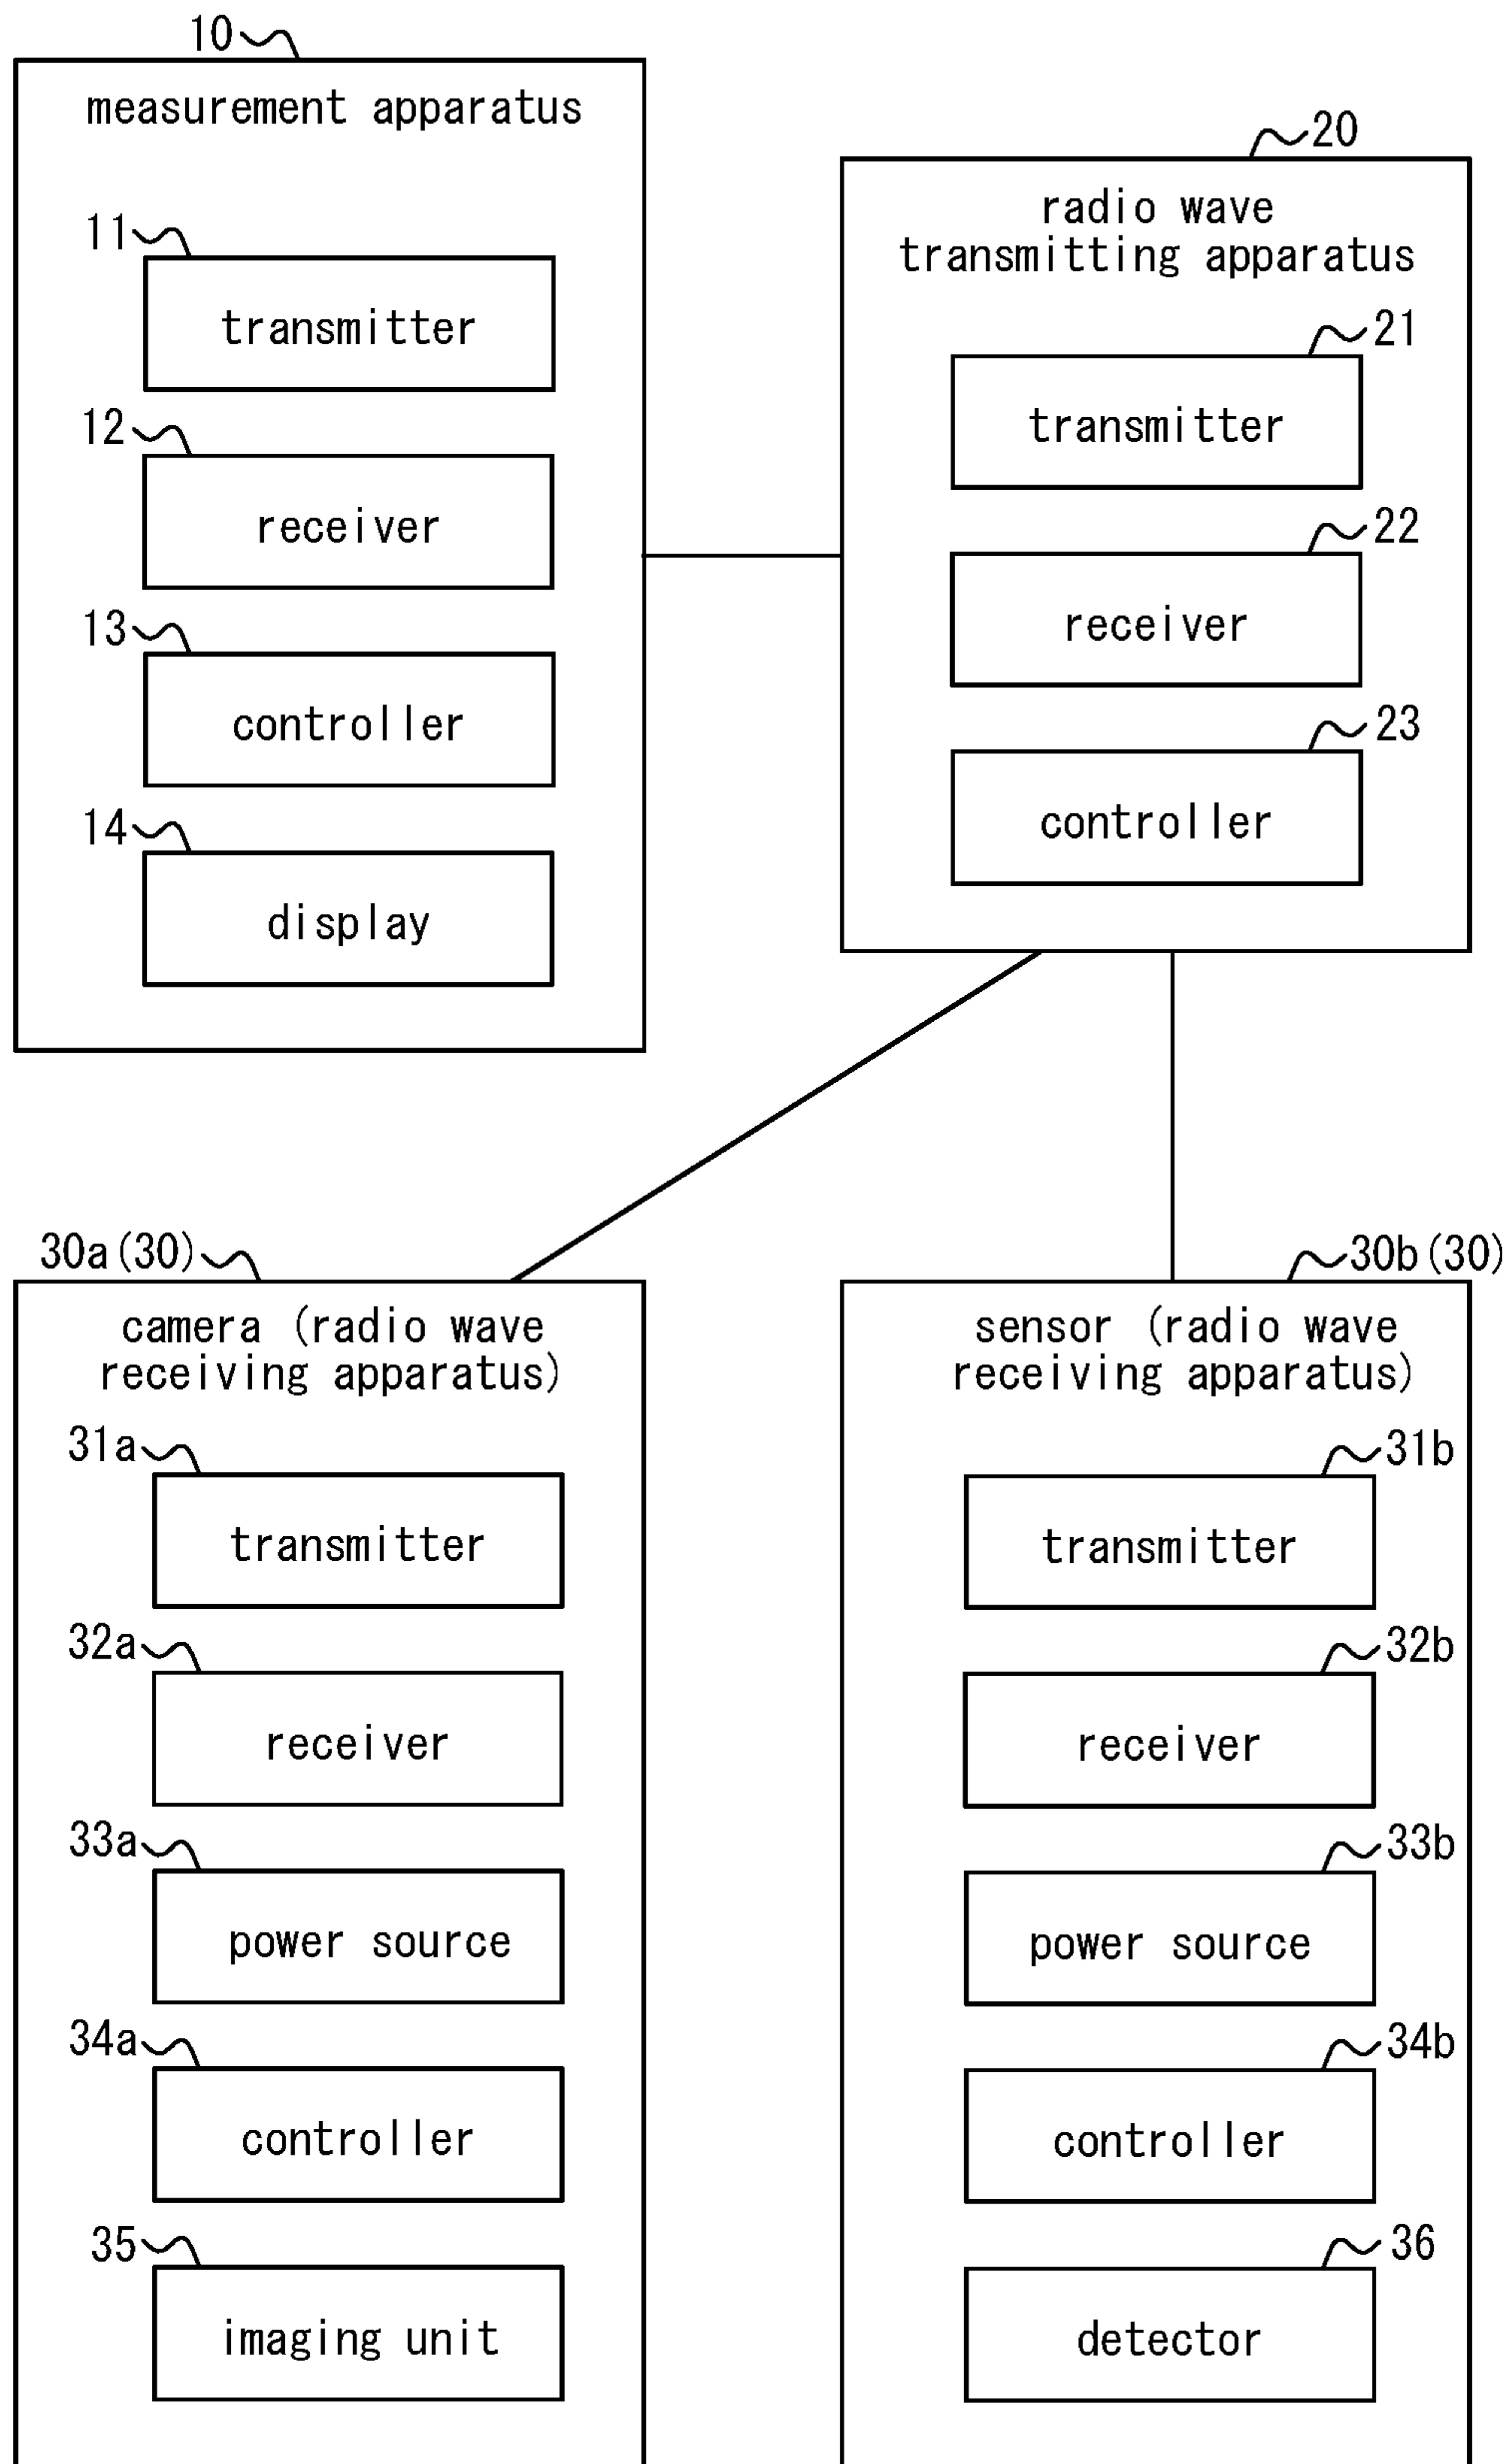 10
measurement apparatus
11
transmitter
12
receiver
13
controller
14
display
20
radio wave
transmitting apparatus
21
transmitter
22
receiver
23
controller
30a(30)
camera (radio wave
receiving apparatus)
31a
transmitter
32a
receiver
33a
power source
34a
controller
35
imaging unit
30b(30)
sensor (radio wave
receiving apparatus)
31b
transmitter
32b
receiver
33b
power source
34b
controller
36
detector